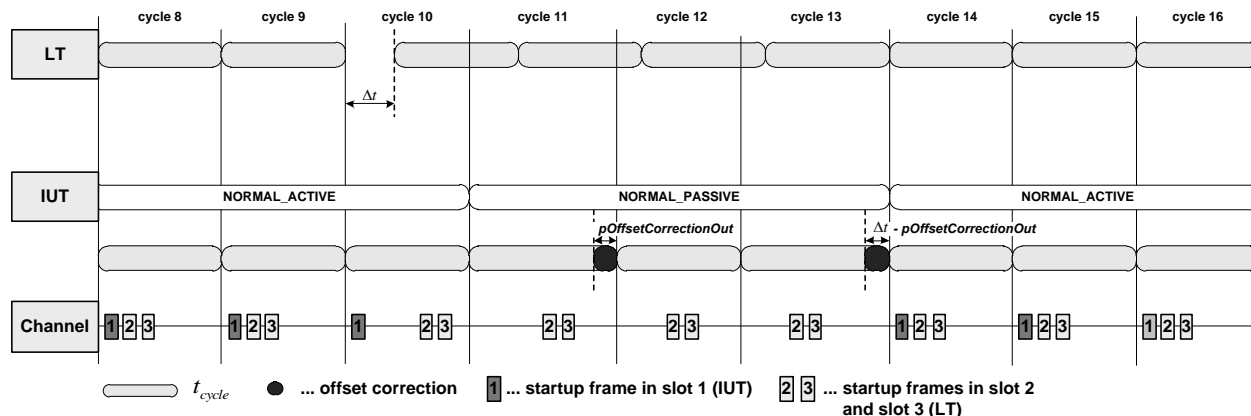 cycle 8 cycle 9 cycle 10 cycle 11 cycle 12 cycle 13 cycle 14 cycle 15 cycle 16
LT
Δt
IUT
NORMAL_ACTIVE NORMAL_PASSIVE NORMAL_ACTIVE
pOffsetCorrectionOut Δt - pOffsetCorrectionOut
Channel
1 2 3 1 2 3 1 2 3 2 3 2 3 2 3 1 2 3 1 2 3 1 2 3
t_cycle ... offset correction 1 ... startup frame in slot 1 (IUT) 2 3 ... startup frames in slot 2
and slot 3 (LT)